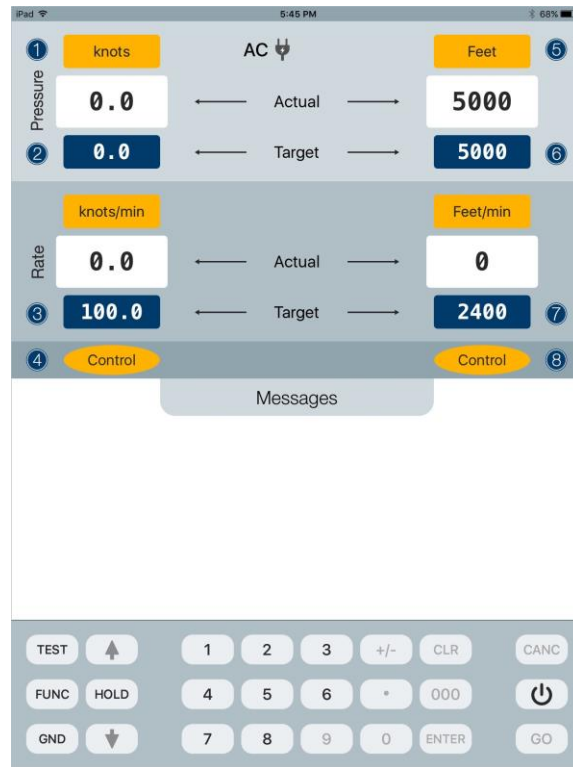 iPad 5:45 PM 68%
1 knots AC Feet 5
Pressure
0.0 Actual 5000
2 0.0 Target 5000 6
knots/min Feet/min
Rate
0.0 Actual 0
3 100.0 Target 2400 7
4 Control Control 8
Messages
TEST 1 2 3 +/- CLR CANC
FUNC HOLD 4 5 6 • 000
GND 7 8 9 0 ENTER GO